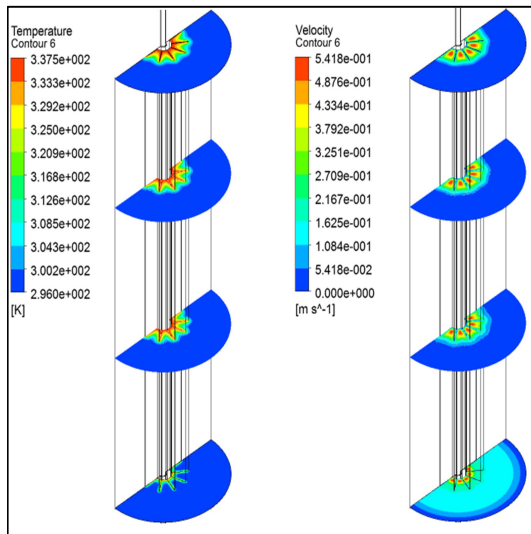 Temperature
Contour 6
3.375e+002
3.333e+002
3.292e+002
3.250e+002
3.209e+002
3.168e+002
3.126e+002
3.085e+002
3.043e+002
3.002e+002
2.960e+002
[K]
Velocity
Contour 6
5.418e-001
4.876e-001
4.334e-001
3.792e-001
3.251e-001
2.709e-001
2.167e-001
1.625e-001
1.084e-001
5.418e-002
0.000e+000
[m s^-1]